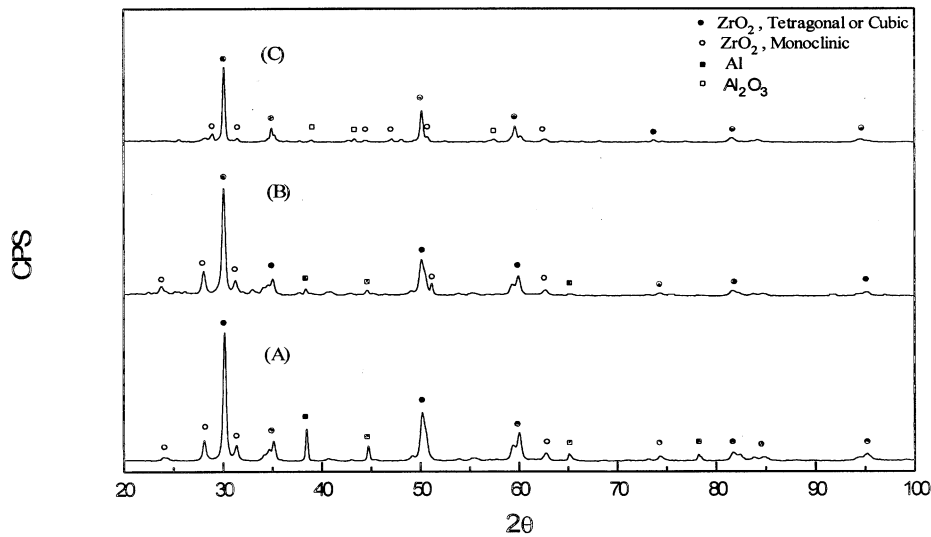 ZrO2 , Tetragonal or Cubic
ZrO2 , Monoclinic
Al
Al2O3
(C)
(B)
(A)
CPS
20 30 40 50 60 70 80 90 100
2θ